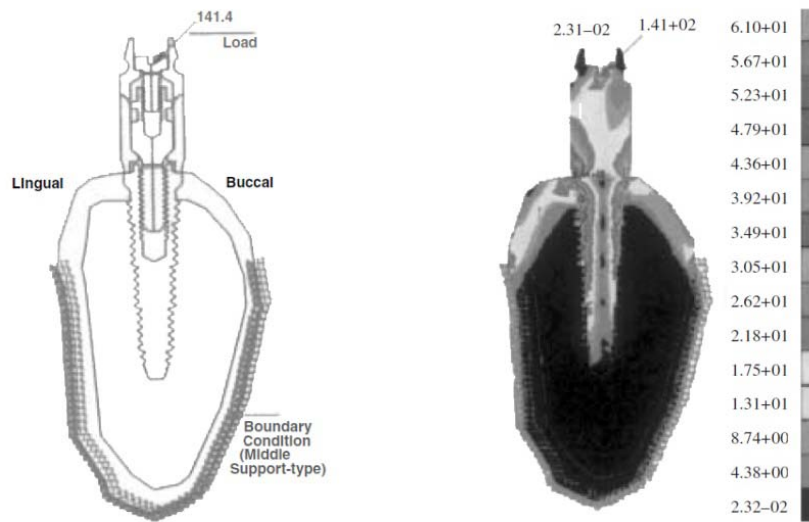 141.4
Load
Lingual
Buccal
Boundary
Condition
(Middle
Support-type)
2.31–02
1.41+02
6.10+01
5.67+01
5.23+01
4.79+01
4.36+01
3.92+01
3.49+01
3.05+01
2.62+01
2.18+01
1.75+01
1.31+01
8.74+00
4.38+00
2.32–02